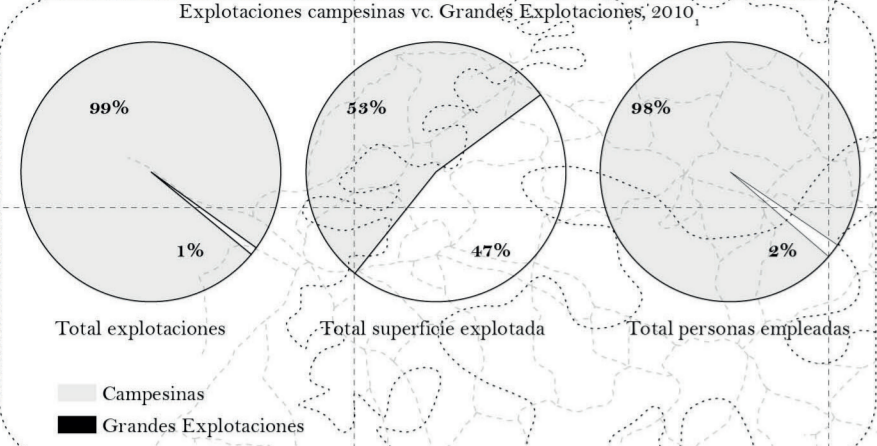 Explotaciones campesinas vc. Grandes Explotaciones, 2010
1
99%
1%
53%
47%
98%
2%
Total explotaciones
Total superficie explotada
Total personas empleadas
Campesinas
Grandes Explotaciones